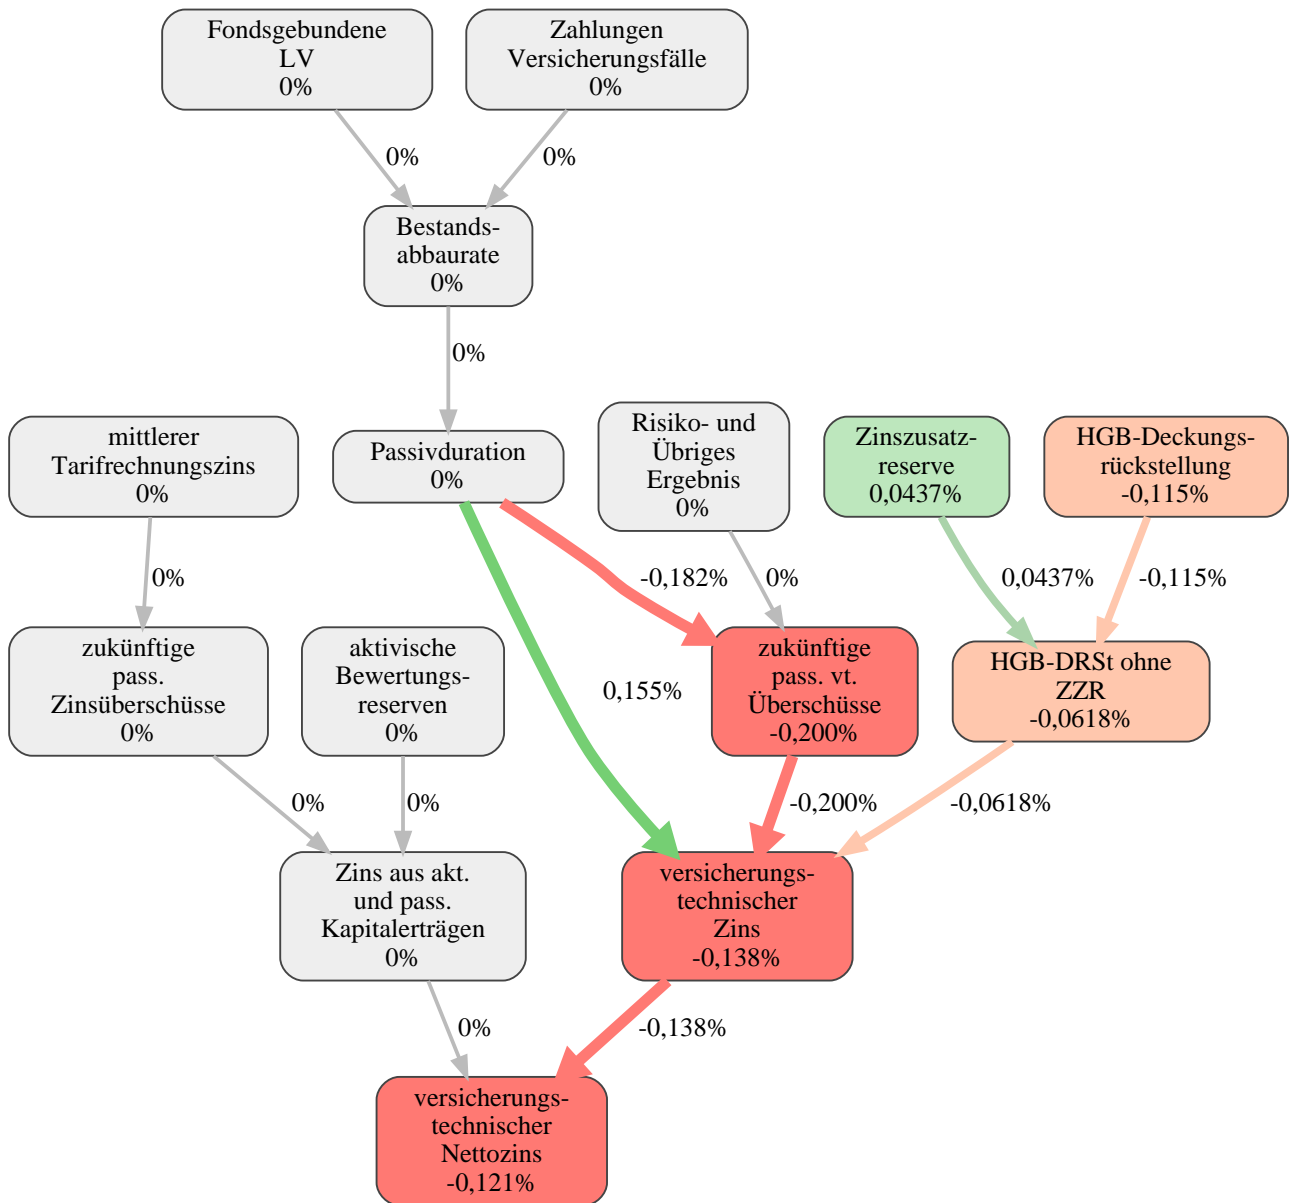 Fondsgebundene
LV
0%
Zahlungen
Versicherungsfälle
0%
0%
0%
Bestands-
abbaurate
0%
0%
mittlerer
Tarifrechnungszins
0%
Passivduration
0%
Risiko- und
Übriges
Ergebnis
0%
Zinszusatz-
reserve
0,0437%
HGB-Deckungs-
rückstellung
-0,115%
0%
-0,182%
0%
0,0437%
-0,115%
zukünftige
pass.
Zinsüberschüsse
0%
aktivische
Bewertungs-
reserven
0%
0,155%
zukünftige
pass. vt.
Überschüsse
-0,200%
HGB-DRSt ohne
ZZR
-0,0618%
0%
0%
-0,200%
-0,0618%
Zins aus akt.
und pass.
Kapitalerträgen
0%
versicherungs-
technischer
Zins
-0,138%
0%
-0,138%
versicherungs-
technischer
Nettozins
-0,121%